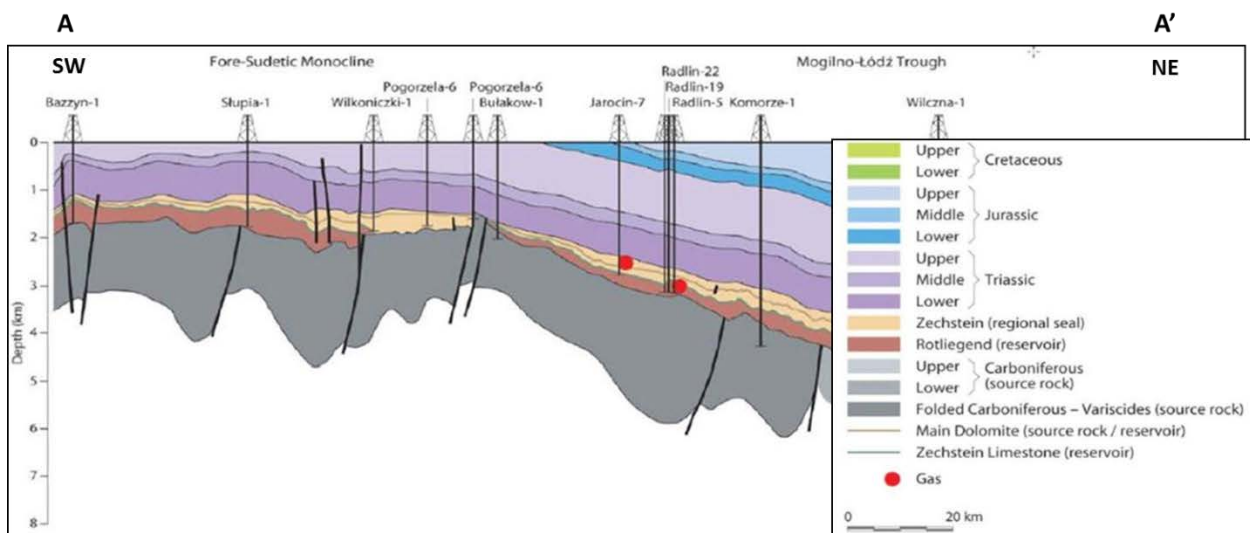 A A’
SW NE
Fore-Sudetic Monocline Mogilno-Łódź Trough
Radlin-22
Pogorzela-6 Pogorzela-6 Radlin-19
Bazzyn-1 Słupia-1 Wilkoniczki-1 Bułakow-1 Jarocin-7 Radlin-5 Komorze-1 Wilczna-1
0
1
2
3
4
5
6
7
8
Depth (km)
Upper
Lower
Cretaceous
Upper
Middle
Lower
Jurassic
Upper
Middle
Lower
Triassic
Zechstein (regional seal)
Rotliegend (reservoir)
Upper
Lower
Carboniferous
(source rock)
Folded Carboniferous – Variscides (source rock)
Main Dolomite (source rock / reservoir)
Zechstein Limestone (reservoir)
Gas
0 20 km